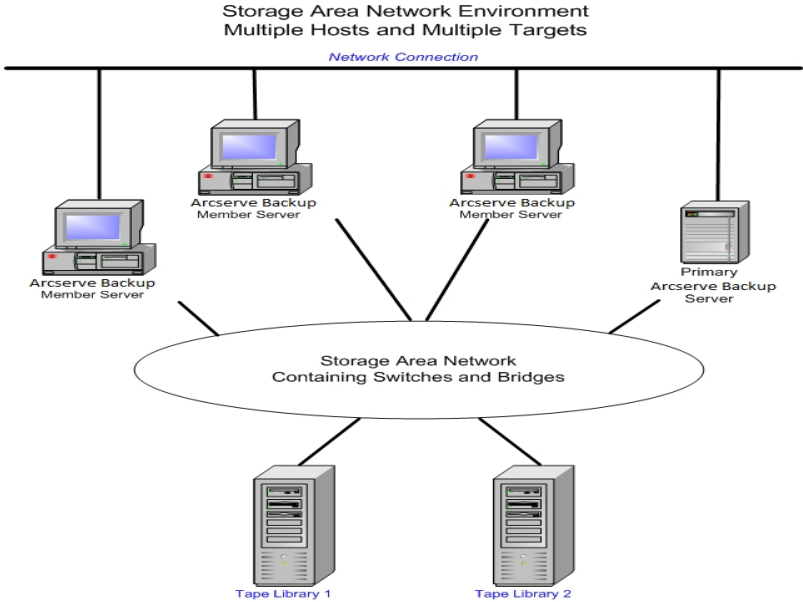 Storage Area Network Environment
Multiple Hosts and Multiple Targets
Network Connection
Arcserve Backup
Member Server
Arcserve Backup
Member Server
Arcserve Backup
Member Server
Primary
Arcserve Backup
Server
Storage Area Network
Containing Switches and Bridges
Tape Library 1
Tape Library 2